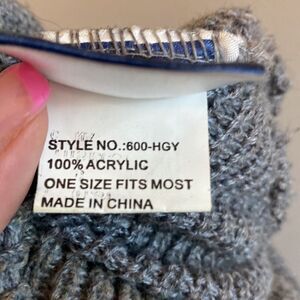 STYLE NO.:600-HGY
100% ACRYLIC
ONE SIZE FITS MOST
MADE IN CHINA